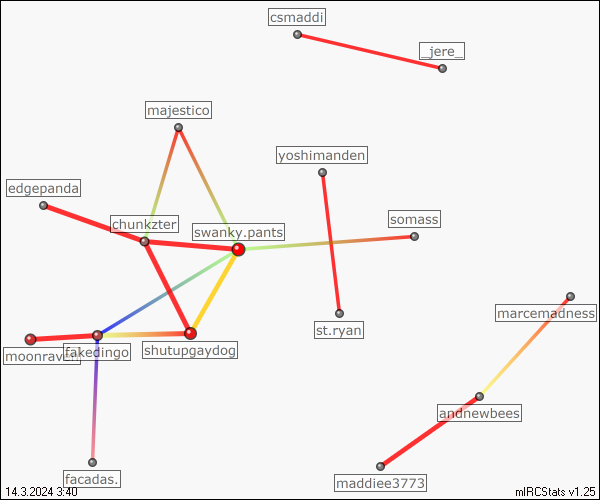 csmaddi
_jere_
majestico
yoshimanden
edgepanda
chunkzter
swanky.pants
somass
marcemadness
st.ryan
moonraven
fakedingo
shutupgaydog
andnewbees
facadas.
maddiee3773
14.3.2024 3:40
mIRCStats v1.25